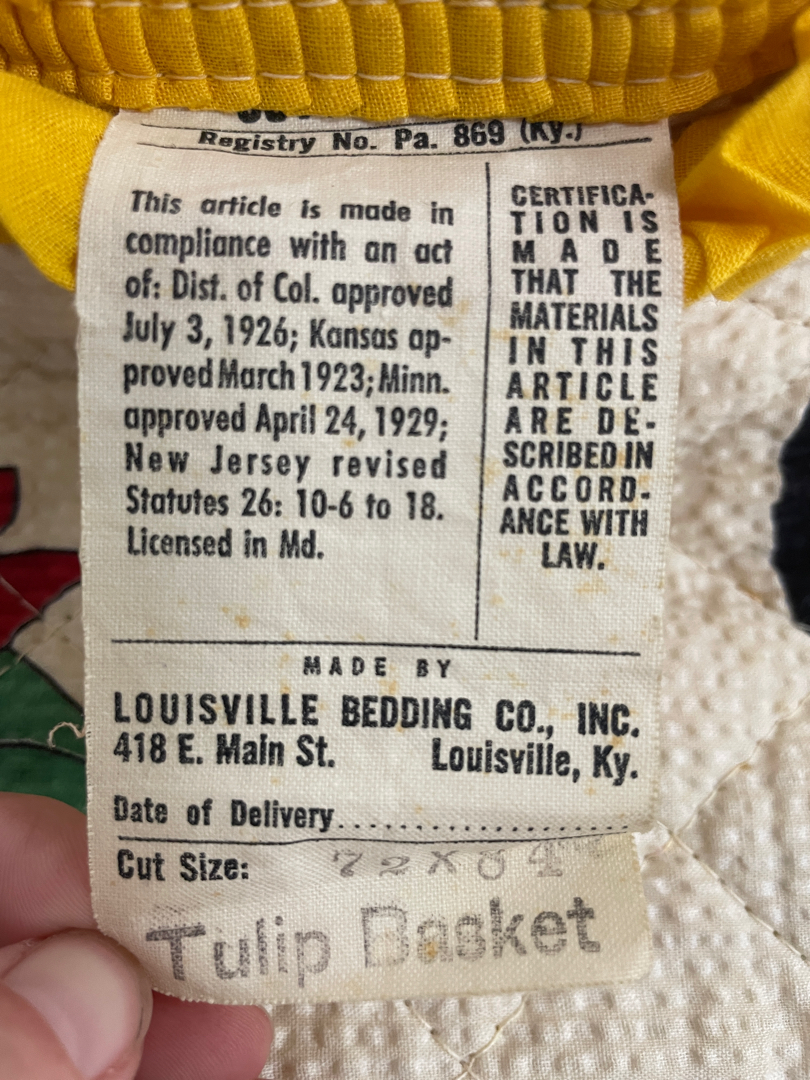 Registry No. Pa. 869 (Ky.)
This article is made in
compliance with an act
of: Dist. of Col. approved
July 3, 1926; Kansas ap-
proved March 1923; Minn.
approved April 24, 1929;
New Jersey revised
Statutes 26: 10-6 to 18.
Licensed in Md.
CERTIFICA-
TION IS
MADE
THAT THE
MATERIALS
IN THIS
ARTICLE
ARE DE-
SCRIBED IN
ACCORD-
ANCE WITH
LAW.
MADE BY
LOUISVILLE BEDDING CO., INC.
418 E. Main St. Louisville, Ky.
Date of Delivery..........................
Cut Size: 72 X 84
Tulip Basket